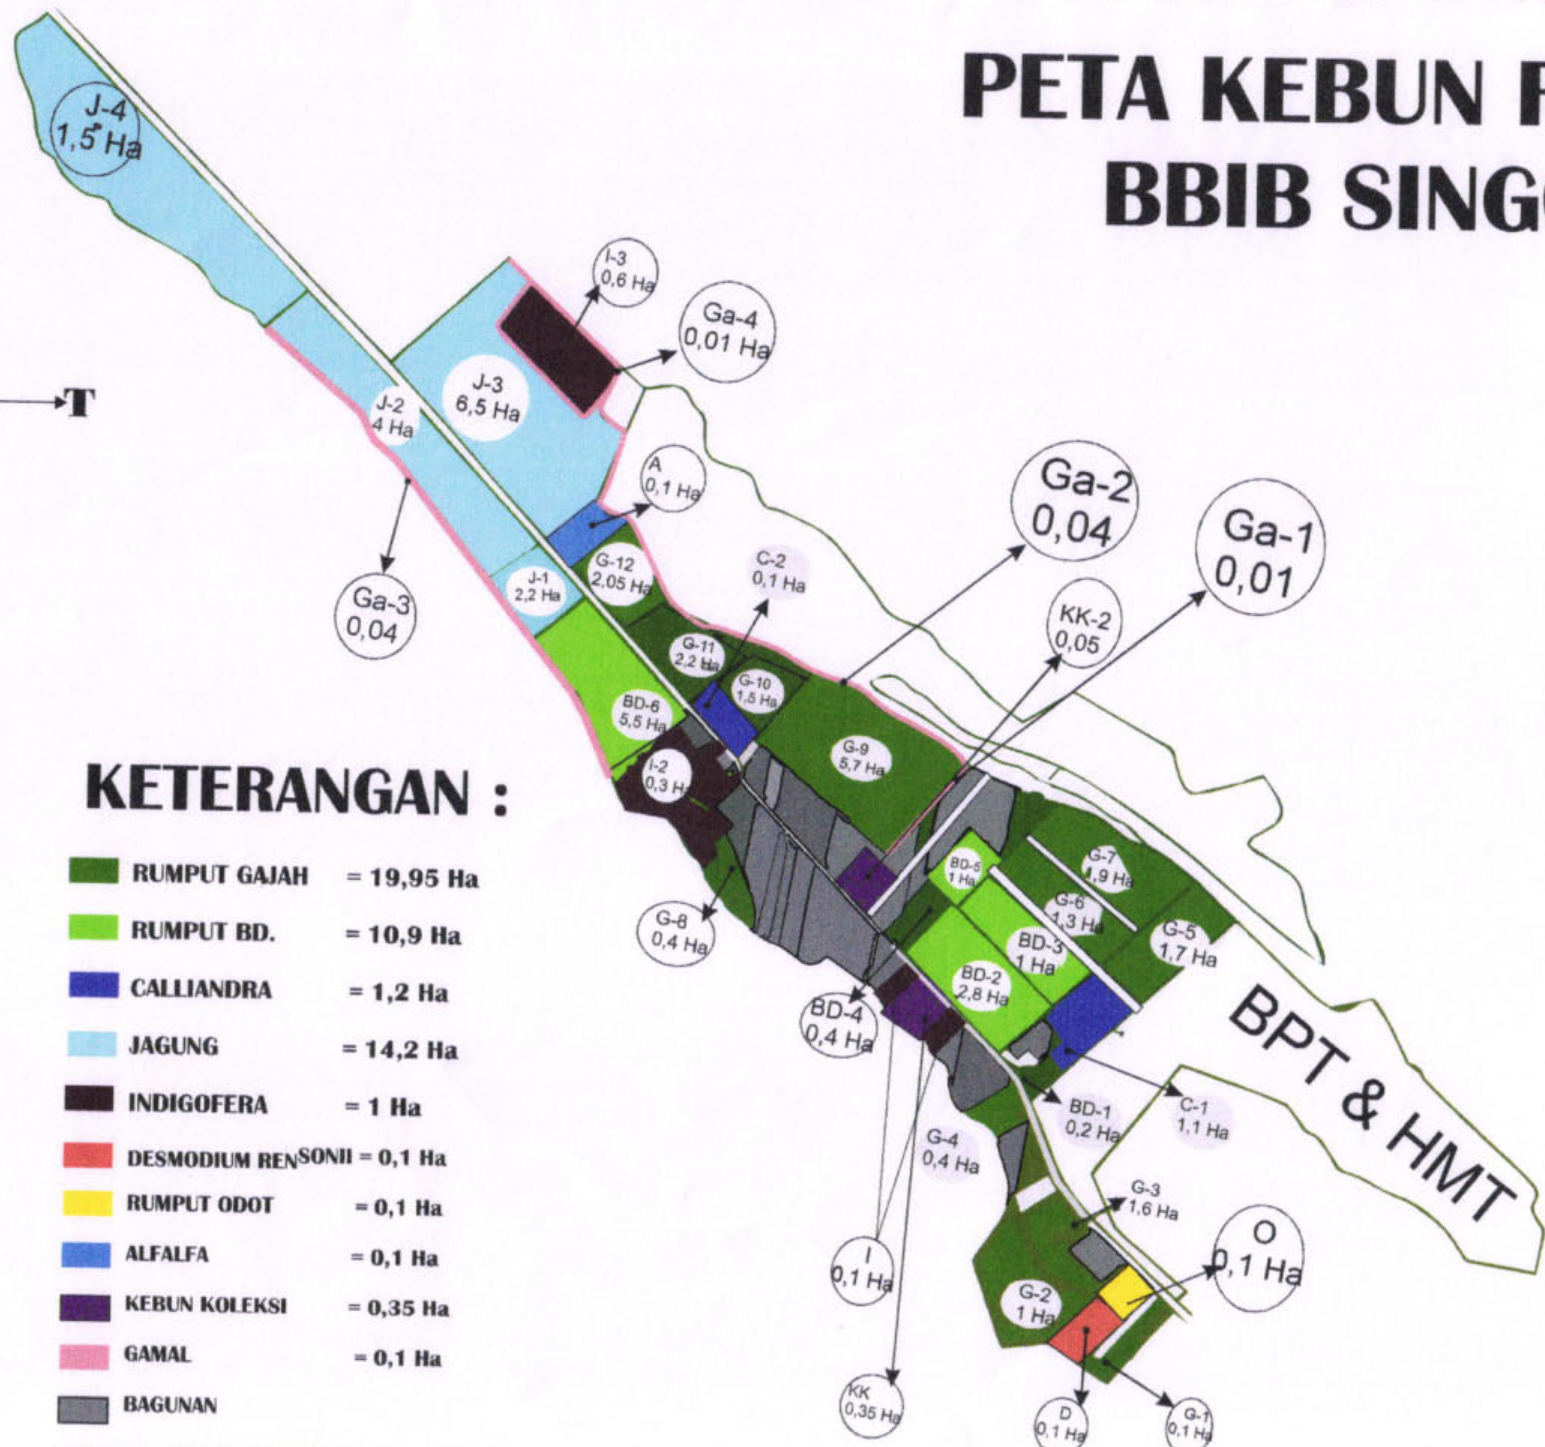 PETA KEBUN
BBIB
J-4
1,5 Ha
I-3
0,6 Ha
Ga-4
0,01 Ha
J-3
6,5 Ha
T
J-2
4 Ha
A
0,1 Ha
Ga-2
0,04
Ga-1
0,01
C-2
0,1 Ha
G-12
2,05 Ha
J-1
2,2 Ha
Ga-3
0,04
KK-2
0,05
G-11
2,2 Ha
G-10
1,5 Ha
BD-6
5,5 Ha
G-9
5,7 Ha
I-2
0,3 Ha
KETERANGAN :
RUMPUT GAJAH = 19,95 Ha
RUMPUT BD. = 10,9 Ha
CALLIANDRA = 1,2 Ha
JAGUNG = 14,2 Ha
INDIGOFERA = 1 Ha
DESMODIUM RENSONII = 0,1 Ha
RUMPUT ODOT = 0,1 Ha
ALFALFA = 0,1 Ha
KEBUN KOLEKSI = 0,35 Ha
GAMAL = 0,1 Ha
BAGUNAN
BD-5
1 Ha
G-7
1,9 Ha
G-6
1,3 Ha
G-5
1,7 Ha
G-8
0,4 Ha
BD-3
1 Ha
BD-2
2,8 Ha
BD-4
0,4 Ha
BPT & HMT
BD-1
0,2 Ha
C-1
1,1 Ha
G-4
0,4 Ha
G-3
1,6 Ha
O
0,1 Ha
I
0,1 Ha
G-2
1 Ha
KK
0,35 Ha
D
0,1 Ha
G-1
0,1 Ha